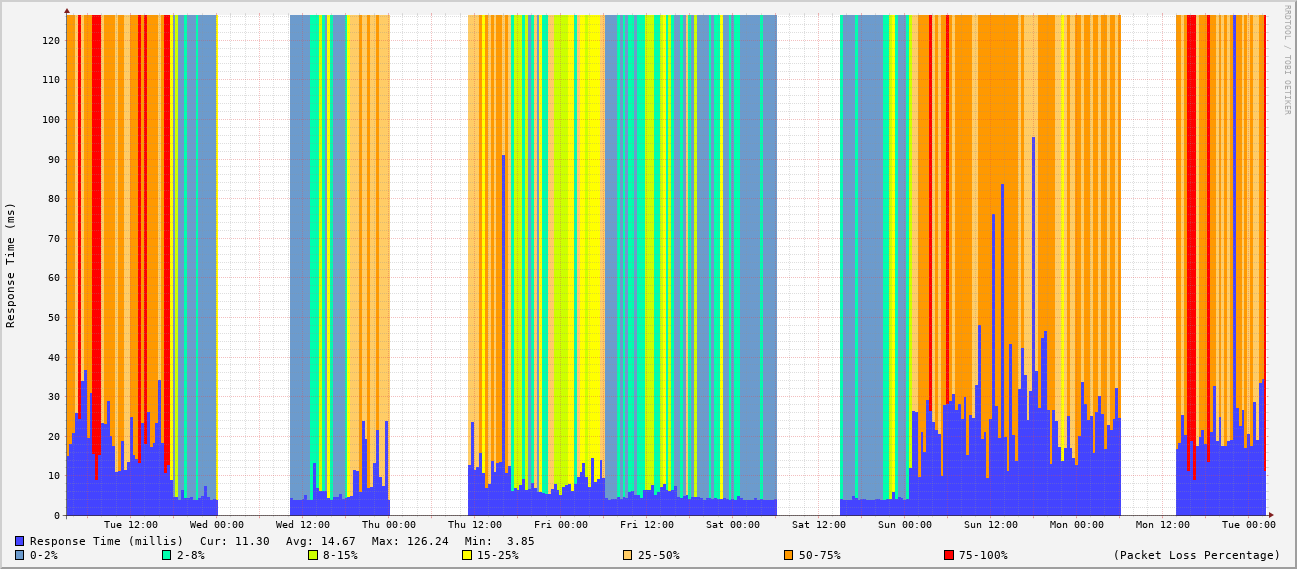 RRDTOOL / TOBI OETIKER
Response Time (ms)
120
110
100
90
80
70
60
50
40
30
20
10
0
Tue 12:00 Wed 00:00 Wed 12:00 Thu 00:00 Thu 12:00 Fri 00:00 Fri 12:00 Sat 00:00 Sat 12:00 Sun 00:00 Sun 12:00 Mon 00:00 Mon 12:00 Tue 00:00
Response Time (millis) Cur: 11.30 Avg: 14.67 Max: 126.24 Min: 3.85
0-2% 2-8% 8-15% 15-25% 25-50% 50-75% 75-100% (Packet Loss Percentage)